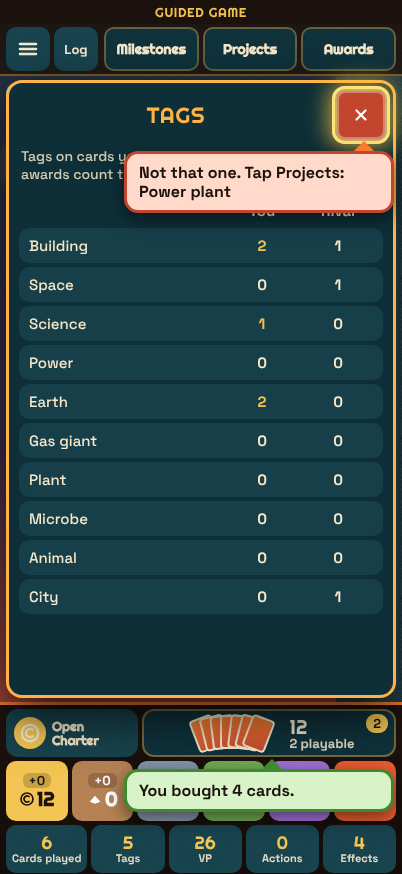 GUIDED GAME
Log
Milestones
Projects
Awards
TAGS
×
Tags on cards
awards count
Not that one. Tap Projects:
Power plant
Building 2 1
Space 0 1
Science 1 0
Power 0 0
Earth 2 0
Gas giant 0 0
Plant 0 0
Microbe 0 0
Animal 0 0
City 0 1
Open
Charter
12
2 playable
2
+0
© 12
+0
0
You bought 4 cards.
6
Cards played
5
Tags
26
VP
0
Actions
4
Effects